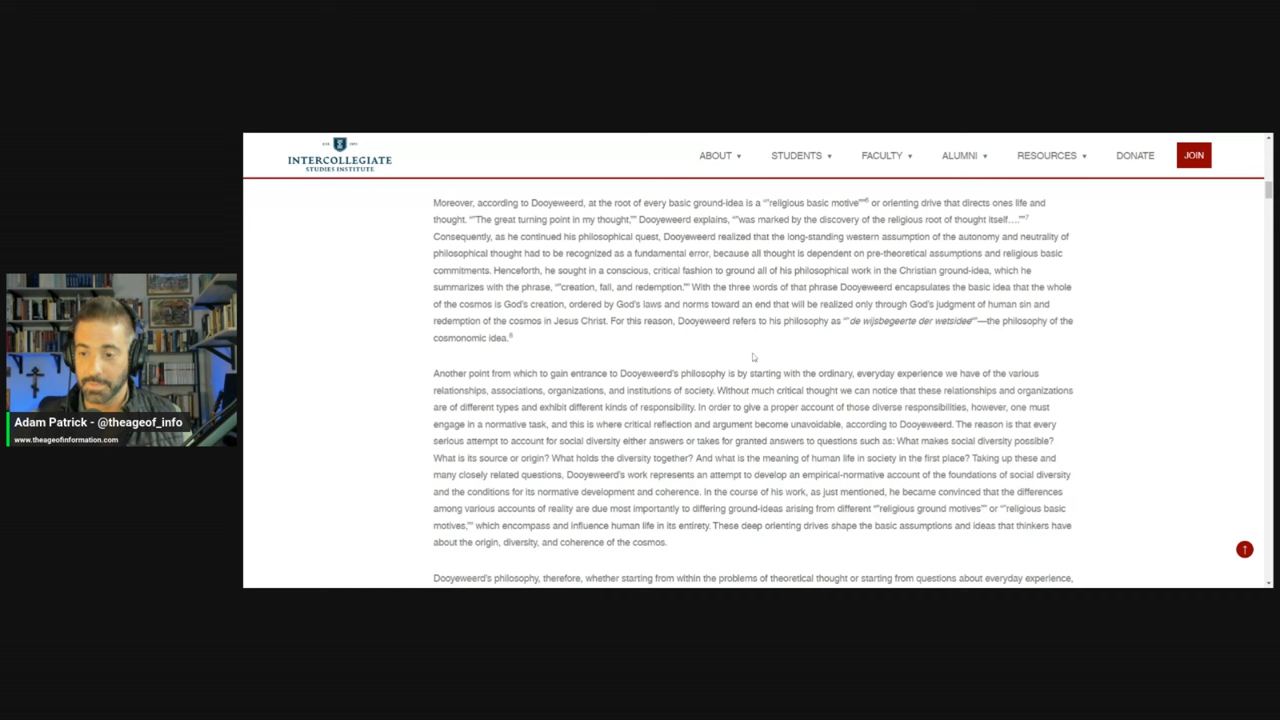 EST. 1953
INTERCOLLEGIATE
STUDIES INSTITUTE
ABOUT ▾ STUDENTS ▾ FACULTY ▾ ALUMNI ▾ RESOURCES ▾ DONATE JOIN
Moreover, according to Dooyeweerd, at the root of every basic ground-idea is a “"religious basic motive”"6 or orienting drive that directs ones life and
thought. “"The great turning point in my thought,”" Dooyeweerd explains, “"was marked by the discovery of the religious root of thought itself….”"7
Consequently, as he continued his philosophical quest, Dooyeweerd realized that the long-standing western assumption of the autonomy and neutrality of
philosophical thought had to be recognized as a fundamental error, because all thought is dependent on pre-theoretical assumptions and religious basic
commitments. Henceforth, he sought in a conscious, critical fashion to ground all of his philosophical work in the Christian ground-idea, which he
summarizes with the phrase, “"creation, fall, and redemption.”" With the three words of that phrase Dooyeweerd encapsulates the basic idea that the whole
of the cosmos is God's creation, ordered by God's laws and norms toward an end that will be realized only through God's judgment of human sin and
redemption of the cosmos in Jesus Christ. For this reason, Dooyeweerd refers to his philosophy as “"de wijsbegeerte der wetsidee”"—the philosophy of the
cosmonomic idea.8
Another point from which to gain entrance to Dooyeweerd's philosophy is by starting with the ordinary, everyday experience we have of the various
relationships, associations, organizations, and institutions of society. Without much critical thought we can notice that these relationships and organizations
are of different types and exhibit different kinds of responsibility. In order to give a proper account of those diverse responsibilities, however, one must
engage in a normative task, and this is where critical reflection and argument become unavoidable, according to Dooyeweerd. The reason is that every
serious attempt to account for social diversity either answers or takes for granted answers to questions such as: What makes social diversity possible?
What is its source or origin? What holds the diversity together? And what is the meaning of human life in society in the first place? Taking up these and
many closely related questions, Dooyeweerd's work represents an attempt to develop an empirical-normative account of the foundations of social diversity
and the conditions for its normative development and coherence. In the course of his work, as just mentioned, he became convinced that the differences
among various accounts of reality are due most importantly to differing ground-ideas arising from different “"religious ground motives”" or “"religious basic
motives,”" which encompass and influence human life in its entirety. These deep orienting drives shape the basic assumptions and ideas that thinkers have
about the origin, diversity, and coherence of the cosmos.
Dooyeweerd's philosophy, therefore, whether starting from within the problems of theoretical thought or starting from questions about everyday experience,
Adam Patrick - @theageof_info
www.theageofinformation.com